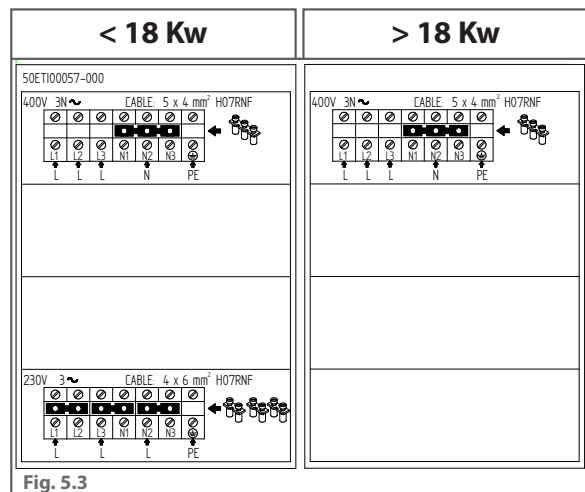 < 18 Kw
> 18 Kw
50ETI00057-000
400V 3N~ CABLE: 5 x 4 mm² H07RNF
L1 L2 L3 N1 N2 N3
L L L N PE
230V 3~ CABLE: 4 x 6 mm² H07RNF
L1 L2 L3 N1 N2 N3
L L L PE
400V 3N~ CABLE: 5 x 4 mm² H07RNF
L1 L2 L3 N1 N2 N3
L L L N PE
Fig. 5.3